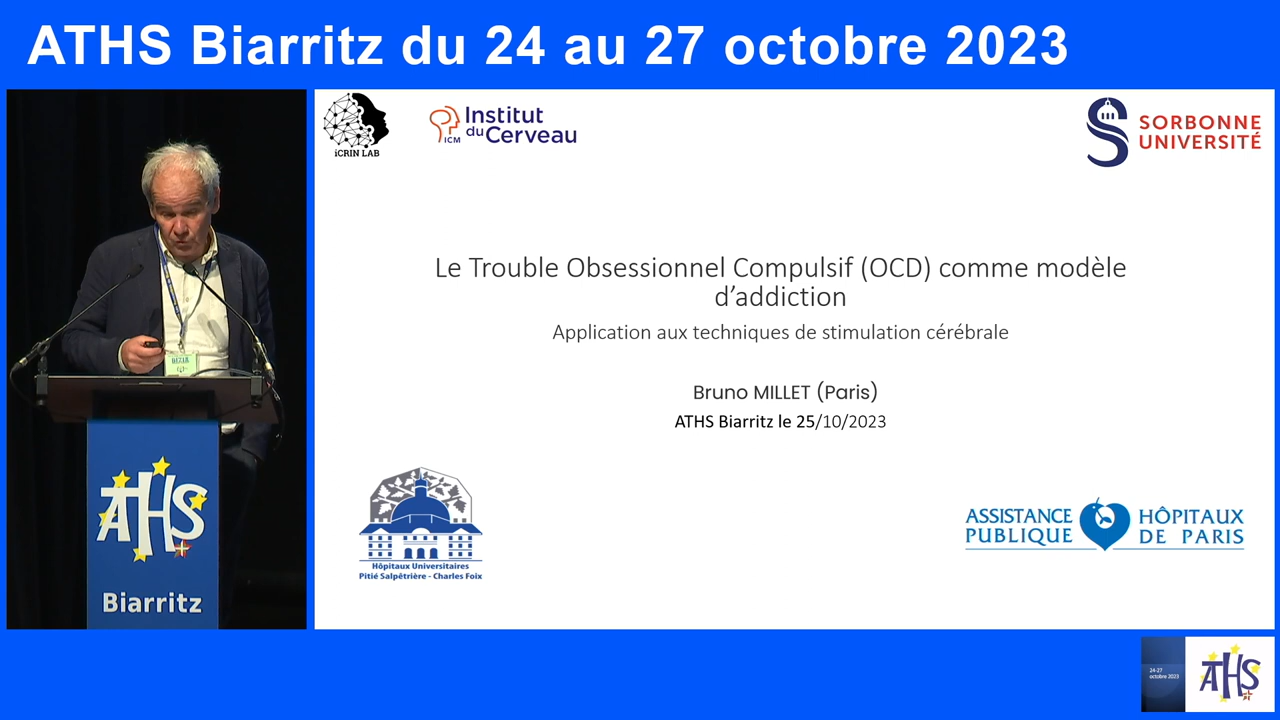 ATHS Biarritz du 24 au 27 octobre 2023
iCRIN LAB
ICM
Institut
du Cerveau
SORBONNE
UNIVERSITÉ
Le Trouble Obsessionnel Compulsif (OCD) comme modèle
d’addiction
Application aux techniques de stimulation cérébrale
Bruno MILLET (Paris)
ATHS Biarritz le 25/10/2023
Hôpitaux Universitaires
Pitié Salpêtrière - Charles Foix
ASSISTANCE
PUBLIQUE
HÔPITAUX
DE PARIS
ATHS
Biarritz
24-27
octobre 2023
ATHS